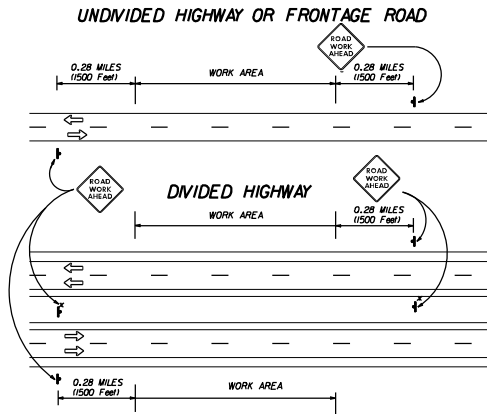 UNDIVIDED HIGHWAY OR FRONTAGE ROAD
ROAD
WORK
AHEAD
0.28 MILES
(1500 Feet)
WORK AREA
0.28 MILES
(1500 Feet)
ROAD
WORK
AHEAD
DIVIDED HIGHWAY
ROAD
WORK
AHEAD
WORK AREA
0.28 MILES
(1500 Feet)
x
x
0.28 MILES
(1500 Feet)
WORK AREA